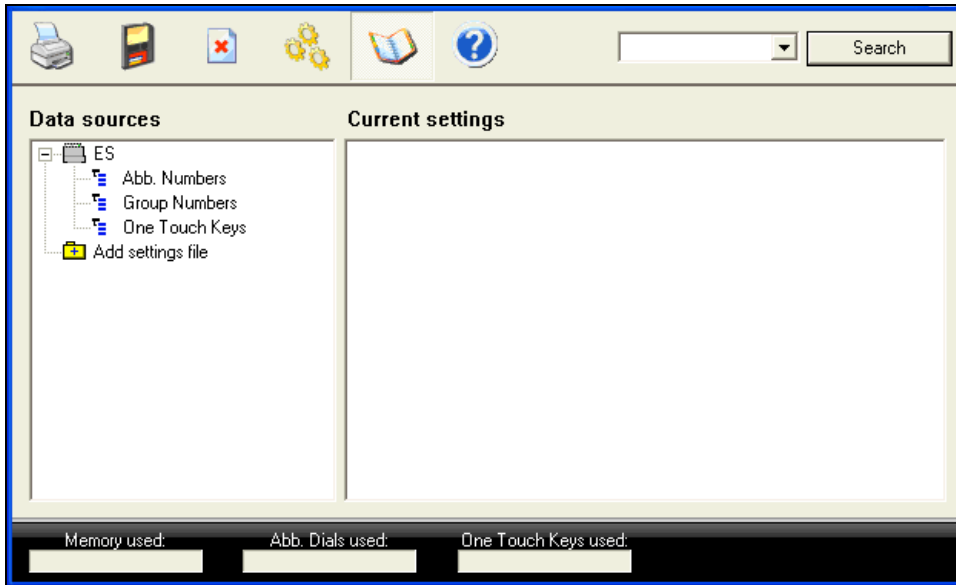 Search
Data sources
Current settings
ES
Abb. Numbers
Group Numbers
One Touch Keys
Add settings file
Memory used:
Abb. Dials used:
One Touch Keys used: